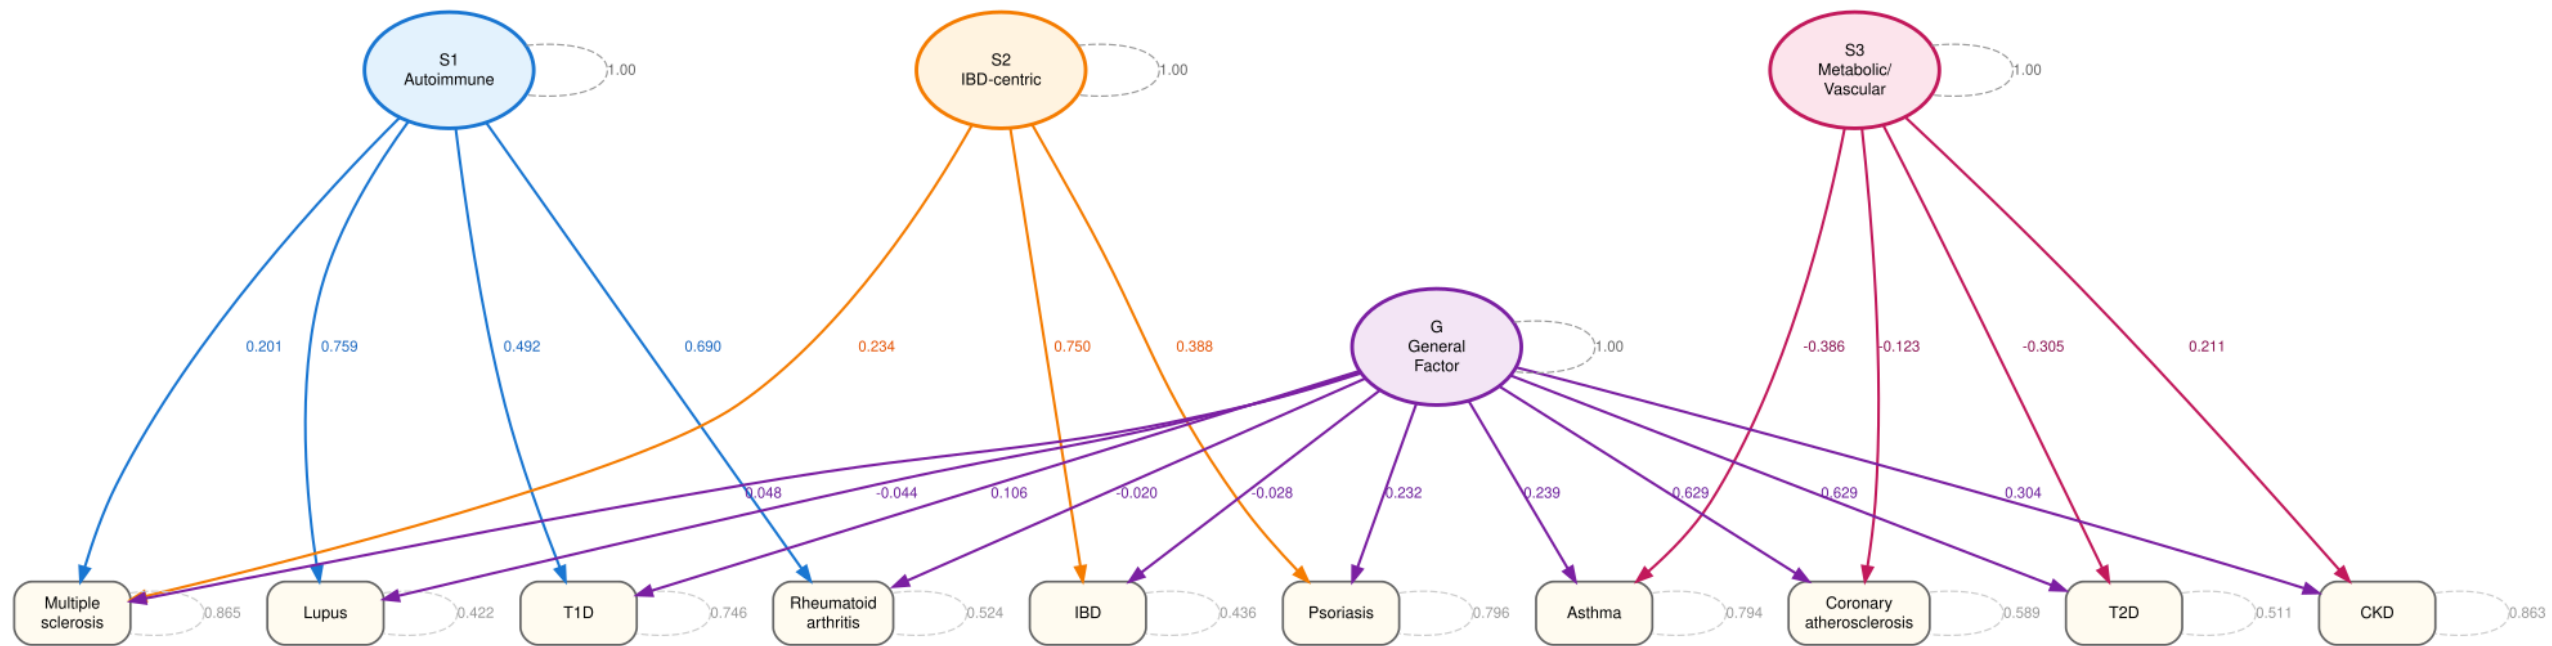 S1
Autoimmune
1.00
S2
IBD-centric
1.00
S3
Metabolic/
Vascular
1.00
G
General
Factor
1.00
0.201
0.759
0.492
0.690
0.234
0.750
0.388
-0.386
-0.123
-0.305
0.211
0.048
-0.044
0.106
-0.020
-0.028
0.232
0.239
0.629
0.629
0.304
Multiple
sclerosis
0.865
Lupus
0.422
T1D
0.746
Rheumatoid
arthritis
0.524
IBD
0.436
Psoriasis
0.796
Asthma
0.794
Coronary
atherosclerosis
0.589
T2D
0.511
CKD
0.863